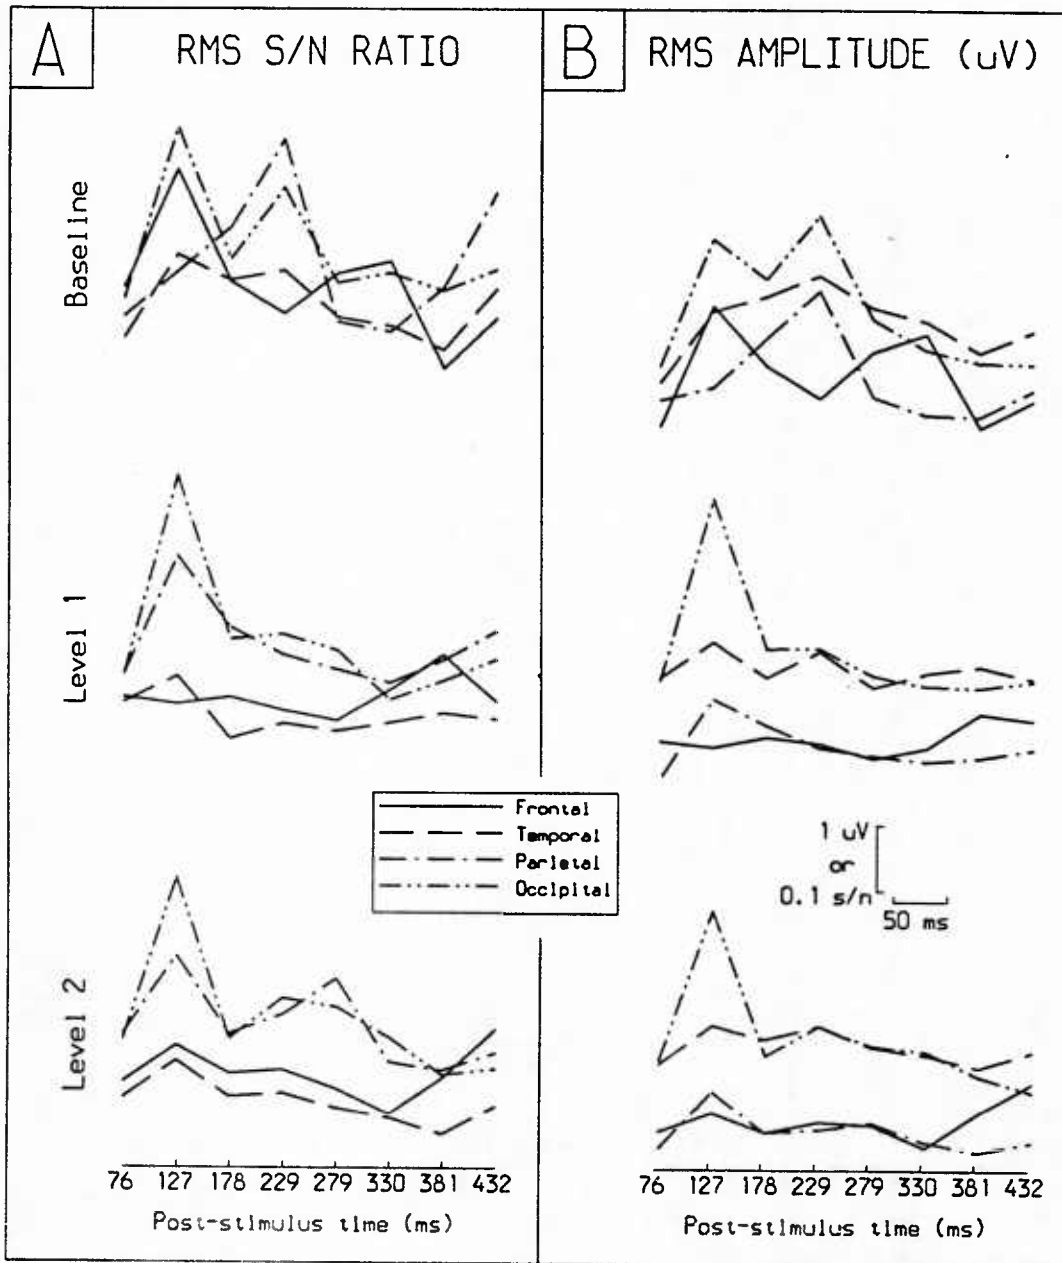 A
RMS S/N RATIO
B
RMS AMPLITUDE (uV)
Baseline
Level 1
Level 2
Frontal
Temporal
Parietal
Occipital
1 uV
or
0.1 s/n
50 ms
76 127 178 229 279 330 381 432
Post-stimulus time (ms)
76 127 178 229 279 330 381 432
Post-stimulus time (ms)